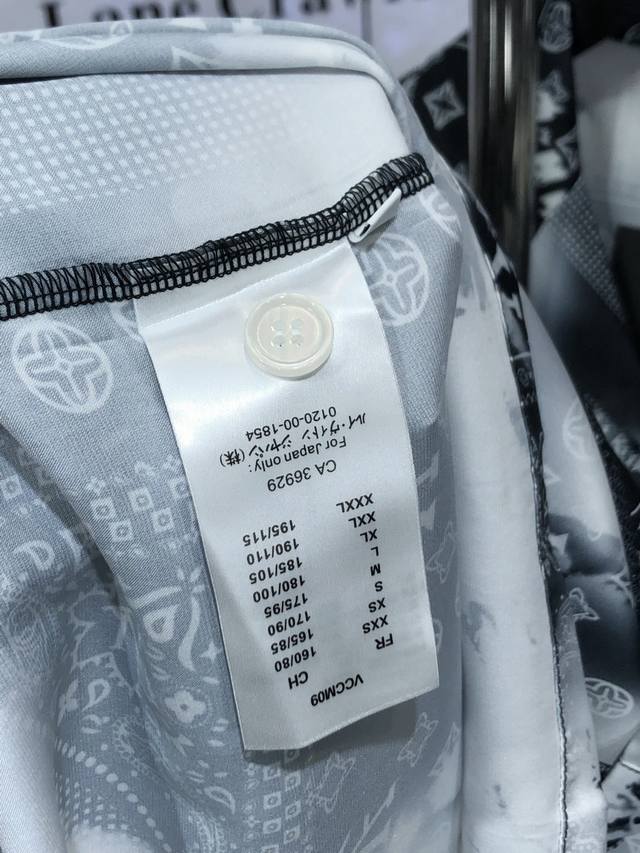 Lane
VCCM09
FR CH
XXS 160/80
XS 165/85
S 170/90
M 175/95
L 180/100
XL 185/105
XXL 190/110
XXXL 195/115
CA 36929
For Japan only:
ルイ・ヴィトン ジャパン(株)
0120-00-1854